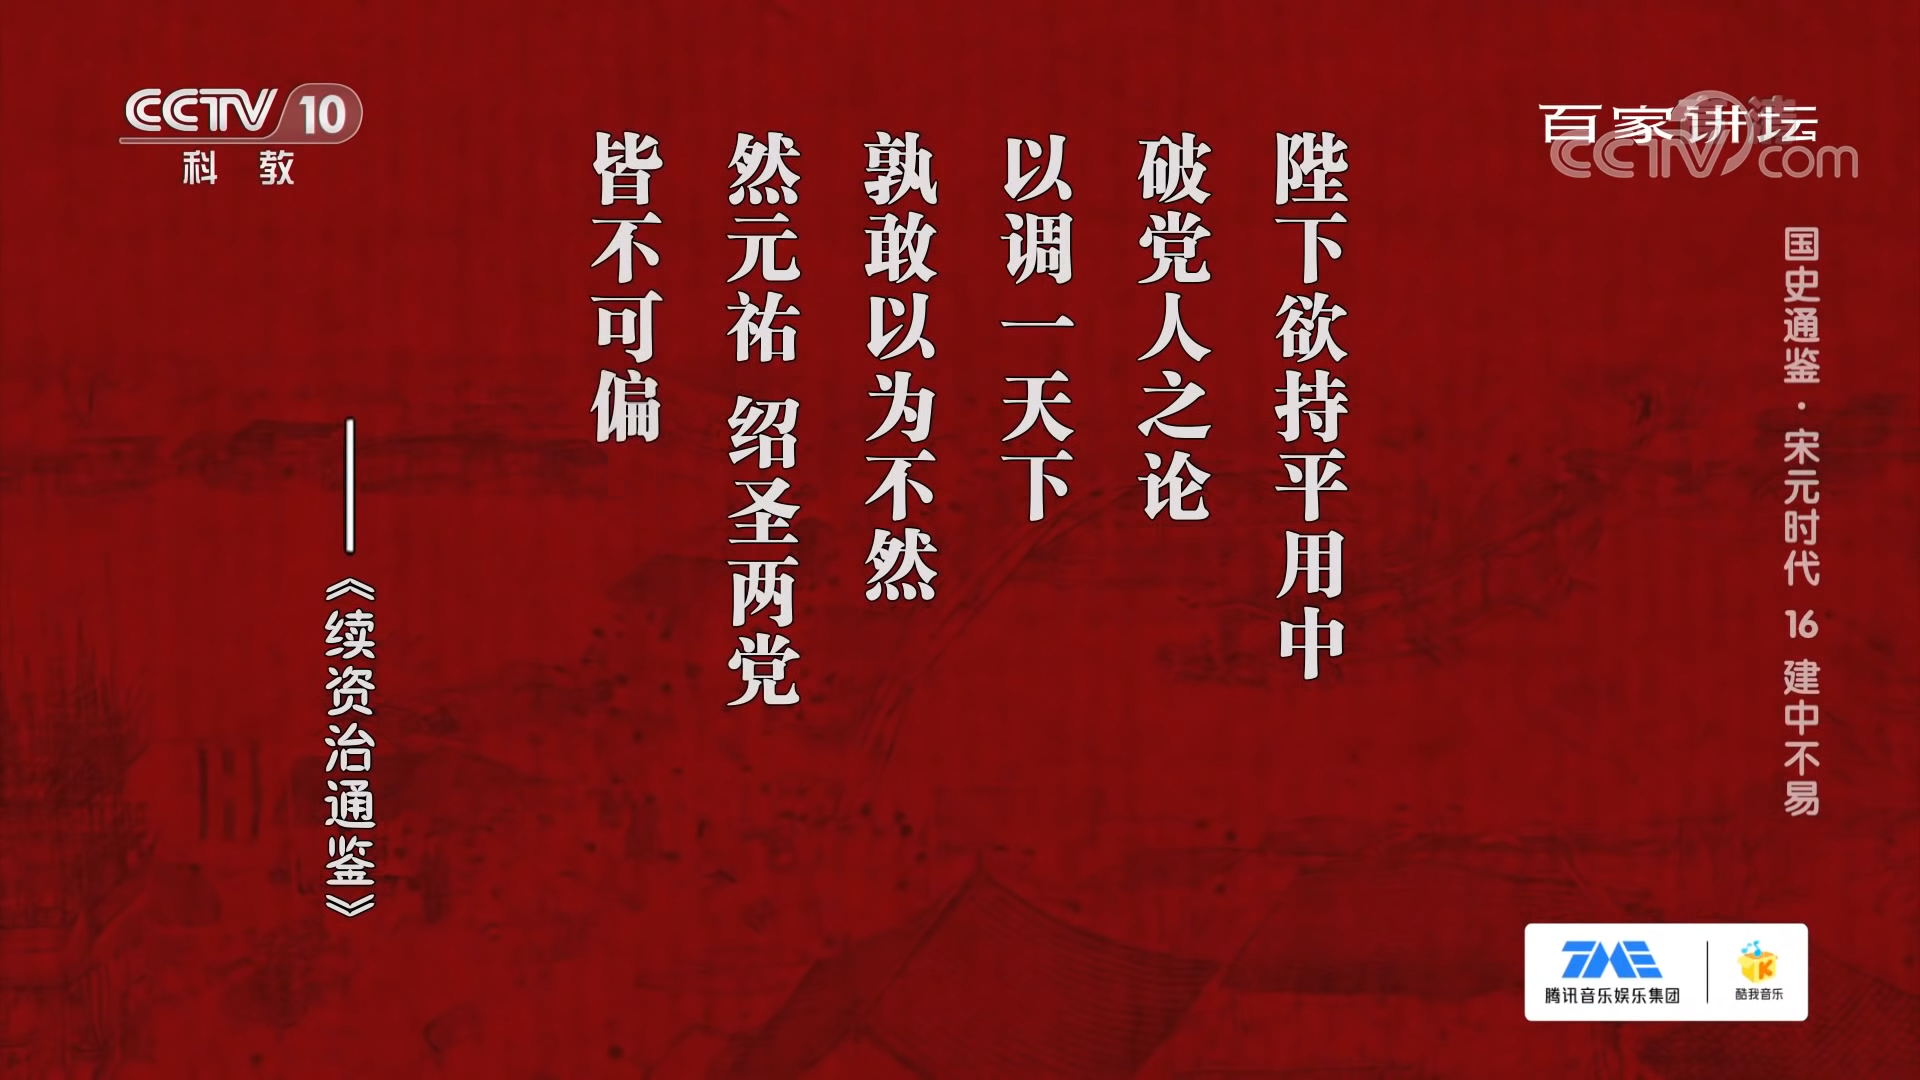 CCTV 10
科教
百家讲坛
CCTV com
陛下欲持平用中
破党人之论
以调一天下
孰敢以为不然
然元祐 绍圣两党
皆不可偏
——《续资治通鉴》
国史通鉴·宋元时代 16 建中不易
TME
腾讯音乐娱乐集团
K
酷我音乐